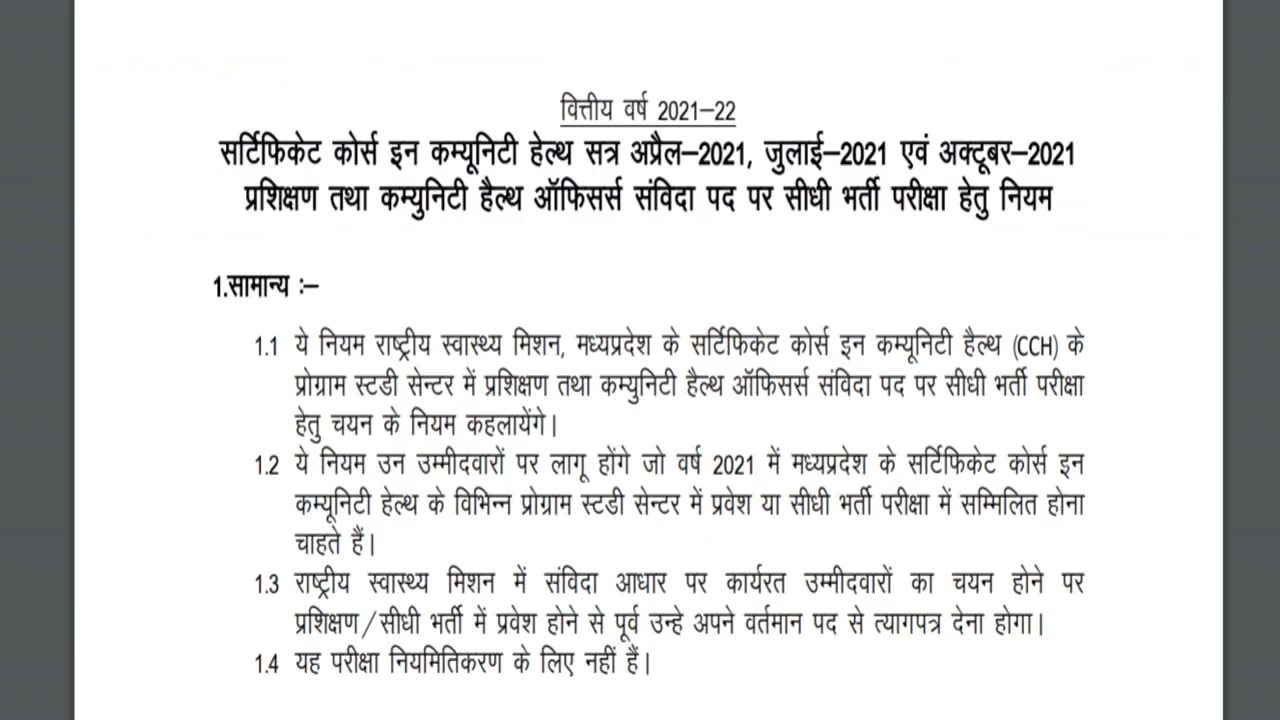 वित्तीय वर्ष 2021–22
सर्टिफिकेट कोर्स इन कम्यूनिटी हेल्थ सत्र अप्रैल–2021, जुलाई–2021 एवं अक्टूबर–2021
प्रशिक्षण तथा कम्युनिटी हैल्थ ऑफिसर्स संविदा पद पर सीधी भर्ती परीक्षा हेतु नियम
1.सामान्य :–
1.1 ये नियम राष्ट्रीय स्वास्थ्य मिशन, मध्यप्रदेश के सर्टिफिकेट कोर्स इन कम्यूनिटी हैल्थ (CCH) के
प्रोग्राम स्टडी सेन्टर में प्रशिक्षण तथा कम्युनिटी हैल्थ ऑफिसर्स संविदा पद पर सीधी भर्ती परीक्षा
हेतु चयन के नियम कहलायेंगे।
1.2 ये नियम उन उम्मीदवारों पर लागू होंगे जो वर्ष 2021 में मध्यप्रदेश के सर्टिफिकेट कोर्स इन
कम्यूनिटी हेल्थ के विभिन्न प्रोग्राम स्टडी सेन्टर में प्रवेश या सीधी भर्ती परीक्षा में सम्मिलित होना
चाहते हैं।
1.3 राष्ट्रीय स्वास्थ्य मिशन में संविदा आधार पर कार्यरत उम्मीदवारों का चयन होने पर
प्रशिक्षण/सीधी भर्ती में प्रवेश होने से पूर्व उन्हे अपने वर्तमान पद से त्यागपत्र देना होगा।
1.4 यह परीक्षा नियमितिकरण के लिए नहीं हैं।